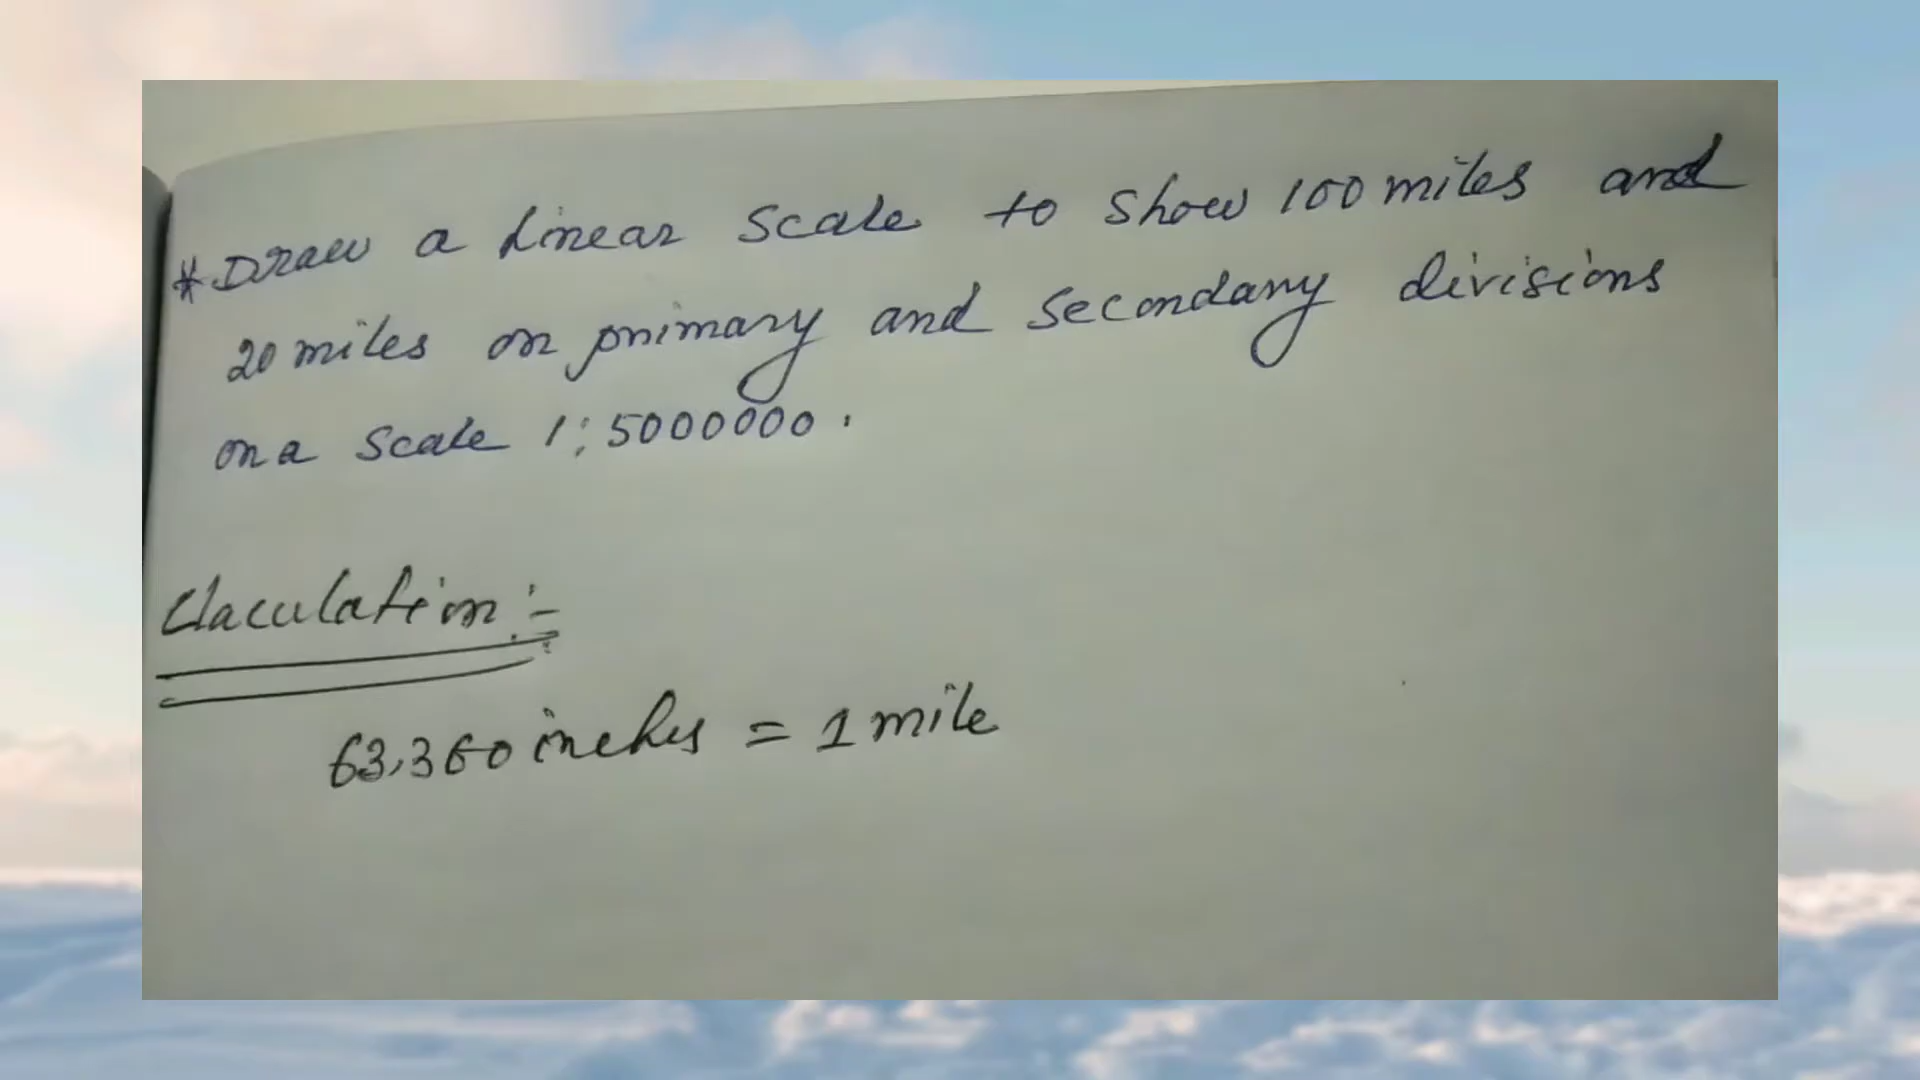 * Draw a Linear Scale to show 100 miles and
20 miles on primary and secondary divisions
on a scale 1:5000000.
Claculation:-
63,360 inches = 1 mile